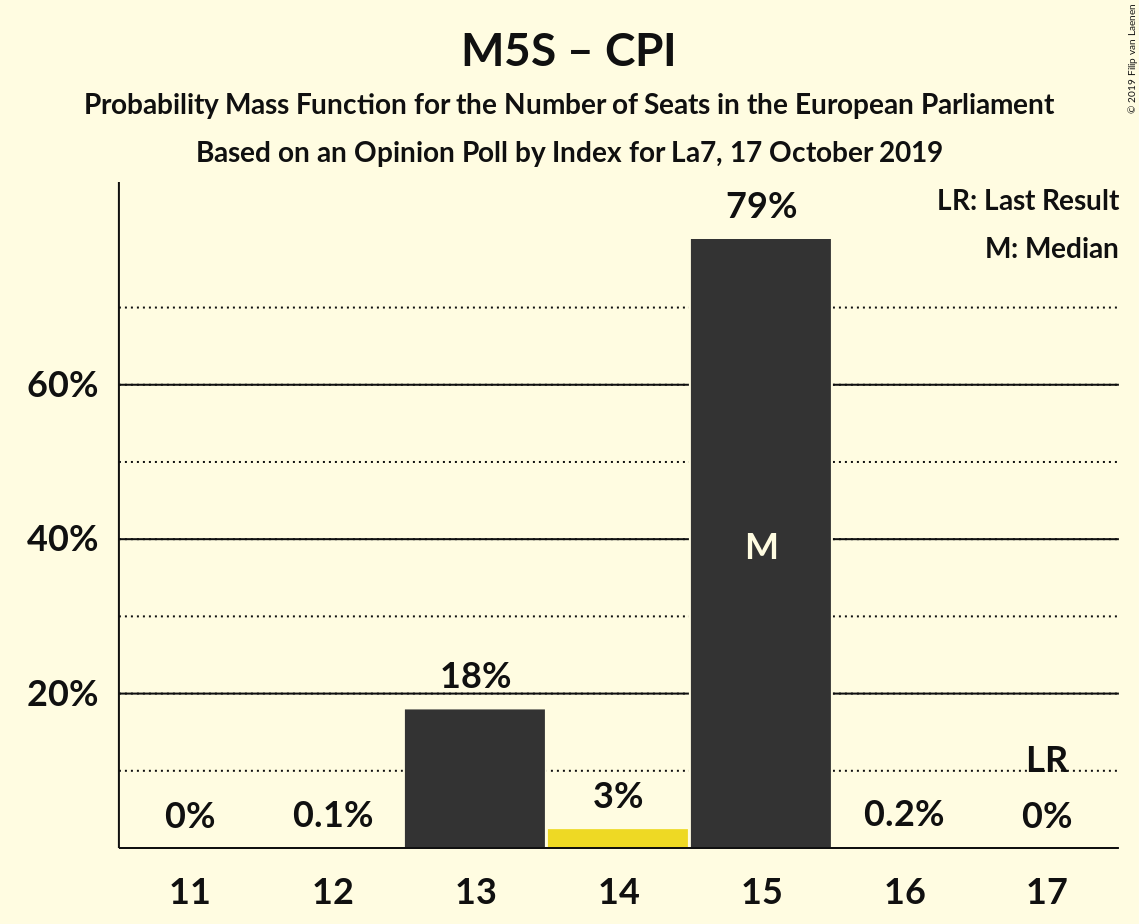 M5S – CPI
Probability Mass Function for the Number of Seats in the European Parliament
Based on an Opinion Poll by Index for La7, 17 October 2019
© 2019 Filip van Laenen
LR: Last Result
M: Median
79%
60%
40%
M
20%
18%
LR
0%
0.1%
3%
0.2%
0%
11 12 13 14 15 16 17